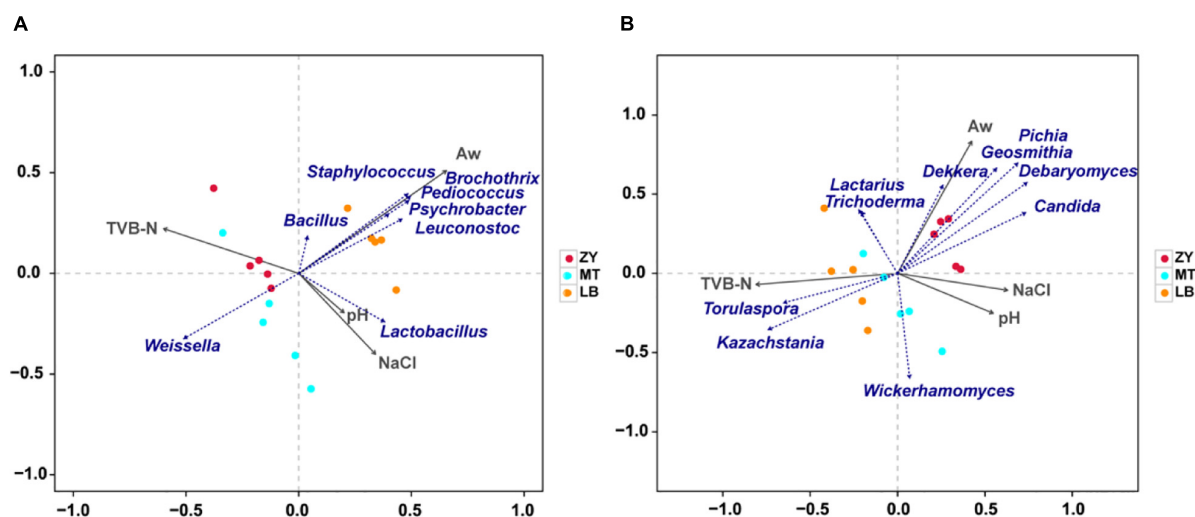 A
1.0
0.5
0.0
−0.5
−1.0
−1.0
−0.5
0.0
0.5
1.0
Aw
Staphylococcus
Brochothrix
Pediococcus
Psychrobacter
Leuconostoc
Bacillus
TVB-N
pH
Lactobacillus
NaCl
Weissella
ZY
MT
LB
B
1.0
0.5
0.0
−0.5
−1.0
−1.0
−0.5
0.0
0.5
1.0
Aw
Pichia
Geosmithia
Dekkera
Debaryomyces
Lactarius
Trichoderma
Candida
TVB-N
NaCl
Torulaspora
pH
Kazachstania
Wickerhamomyces
ZY
MT
LB